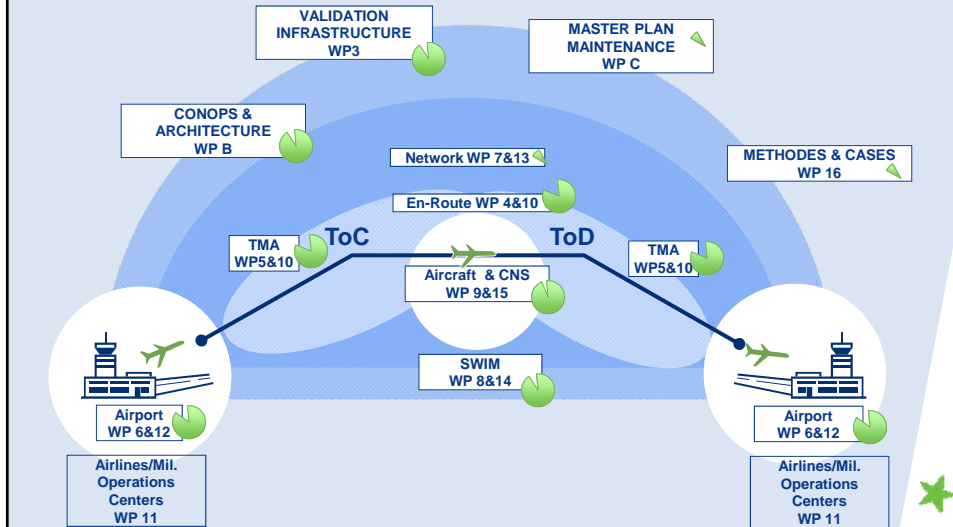 VALIDATION
INFRASTRUCTURE
WP3
MASTER PLAN
MAINTENANCE
WP C
CONOPS &
ARCHITECTURE
WP B
Network WP 7&13
METHODES & CASES
WP 16
En-Route WP 4&10
ToC
ToD
TMA
WP5&10
TMA
WP5&10
Aircraft & CNS
WP 9&15
SWIM
WP 8&14
Airport
WP 6&12
Airport
WP 6&12
Airlines/Mil.
Operations
Centers
WP 11
Airlines/Mil.
Operations
Centers
WP 11